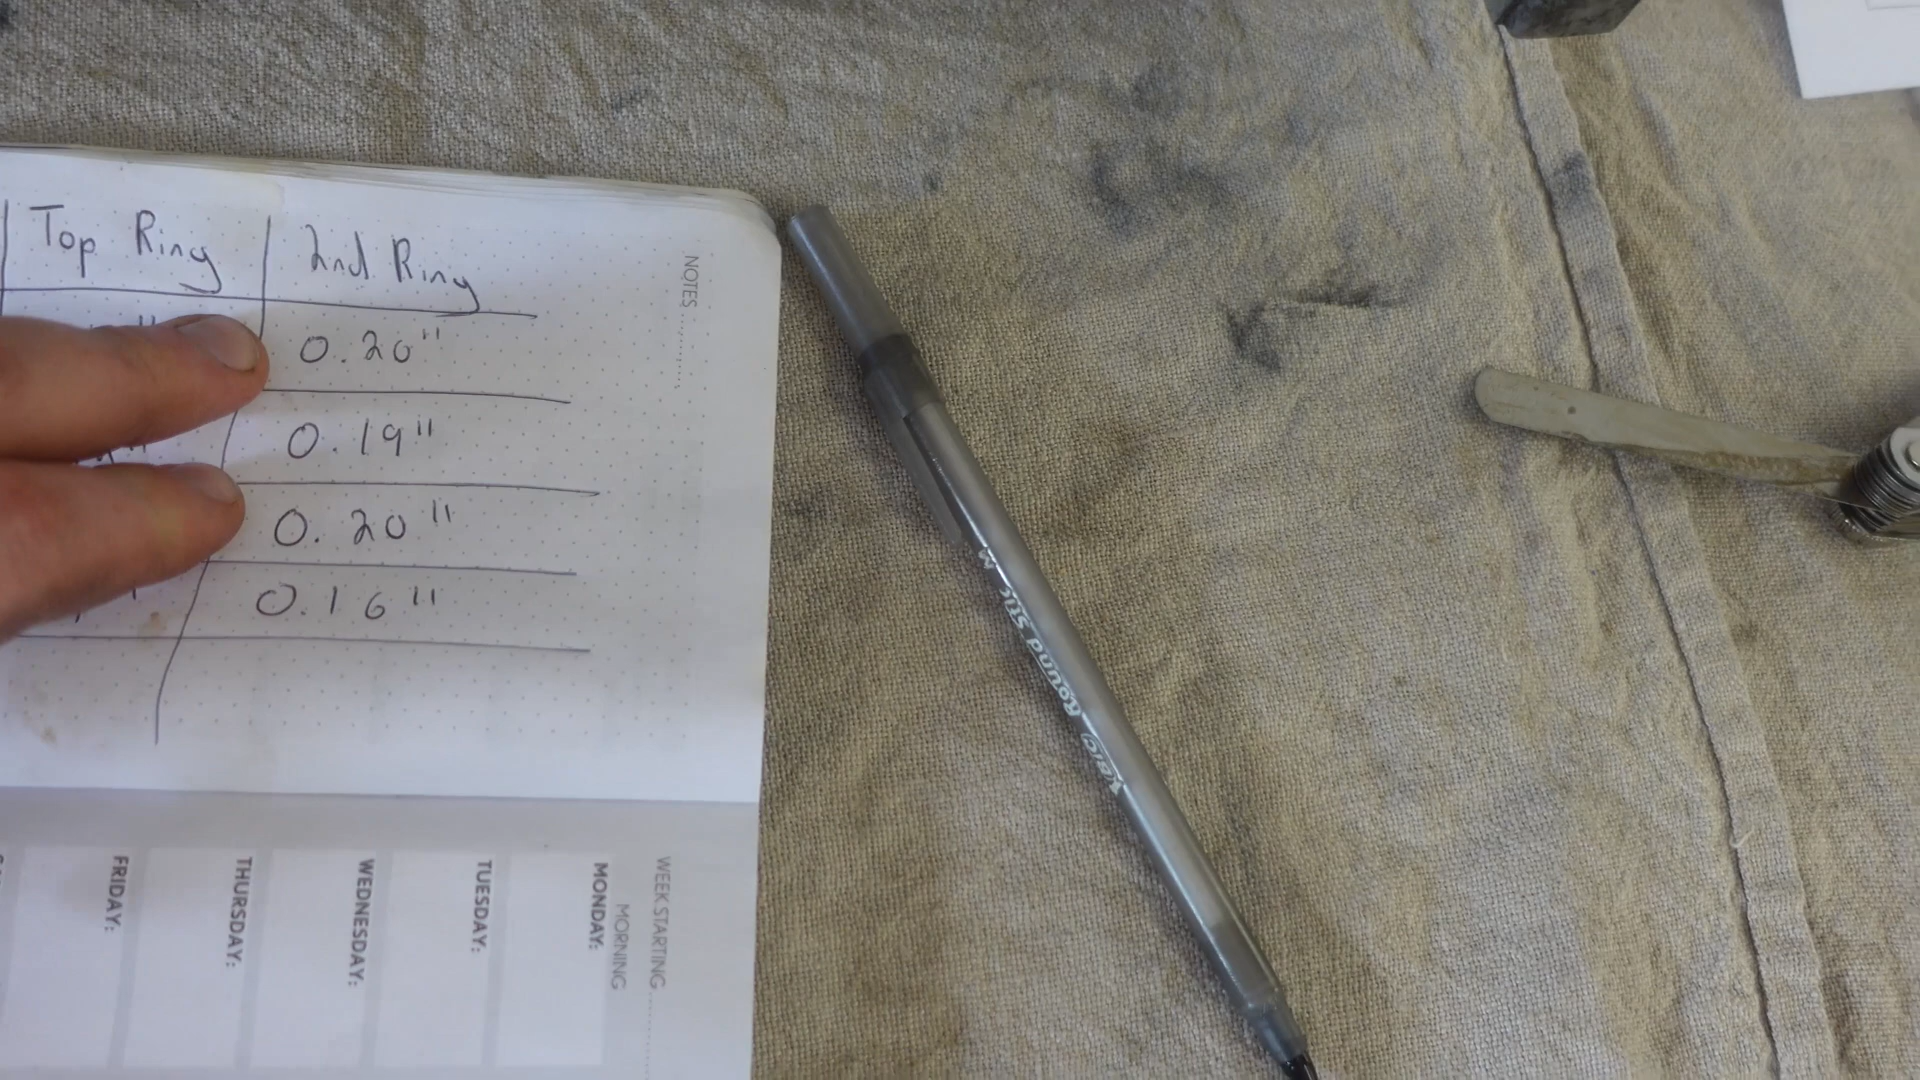 Top Ring 2nd Ring
0.20"
0.19"
0.20"
0.16"
NOTES
WEEK STARTING
MORNING
MONDAY:
TUESDAY:
WEDNESDAY:
THURSDAY:
FRIDAY:
BIC Round Stic M